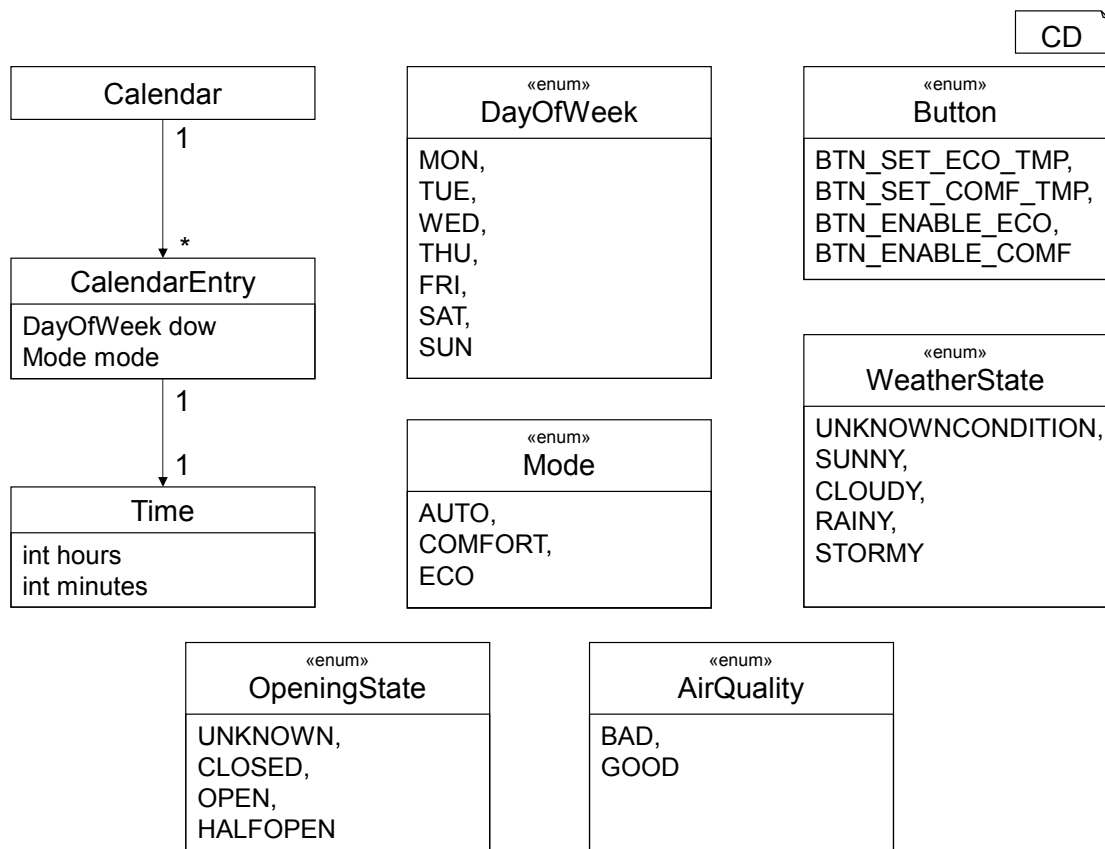 CD
Calendar
1
*
CalendarEntry
DayOfWeek dow
Mode mode
1
1
Time
int hours
int minutes
«enum»
DayOfWeek
MON,
TUE,
WED,
THU,
FRI,
SAT,
SUN
«enum»
Mode
AUTO,
COMFORT,
ECO
«enum»
Button
BTN_SET_ECO_TMP,
BTN_SET_COMF_TMP,
BTN_ENABLE_ECO,
BTN_ENABLE_COMF
«enum»
WeatherState
UNKNOWNCONDITION,
SUNNY,
CLOUDY,
RAINY,
STORMY
«enum»
OpeningState
UNKNOWN,
CLOSED,
OPEN,
HALFOPEN
«enum»
AirQuality
BAD,
GOOD